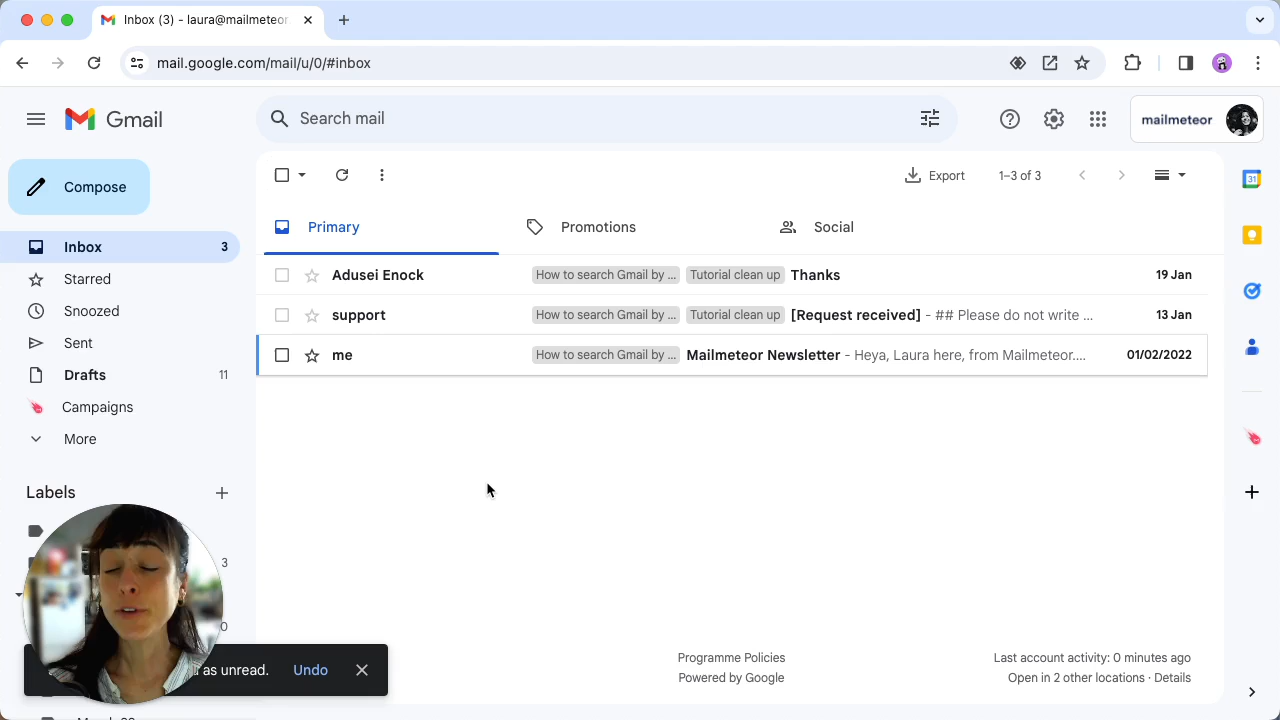 Inbox (3) - laura@mailmeteor.
mail.google.com/mail/u/0/#inbox
Gmail
Search mail
mailmeteor
Compose
Export
1–3 of 3
Inbox 3
Primary
Promotions
Social
Starred
Adusei Enock How to search Gmail by ... Tutorial clean up Thanks 19 Jan
Snoozed
support How to search Gmail by ... Tutorial clean up [Request received] - ## Please do not write ... 13 Jan
Sent
me How to search Gmail by ... Mailmeteor Newsletter - Heya, Laura here, from Mailmeteor.... 01/02/2022
Drafts 11
Campaigns
More
Labels
3
0
as unread. Undo
Programme Policies
Powered by Google
Last account activity: 0 minutes ago
Open in 2 other locations · Details
31